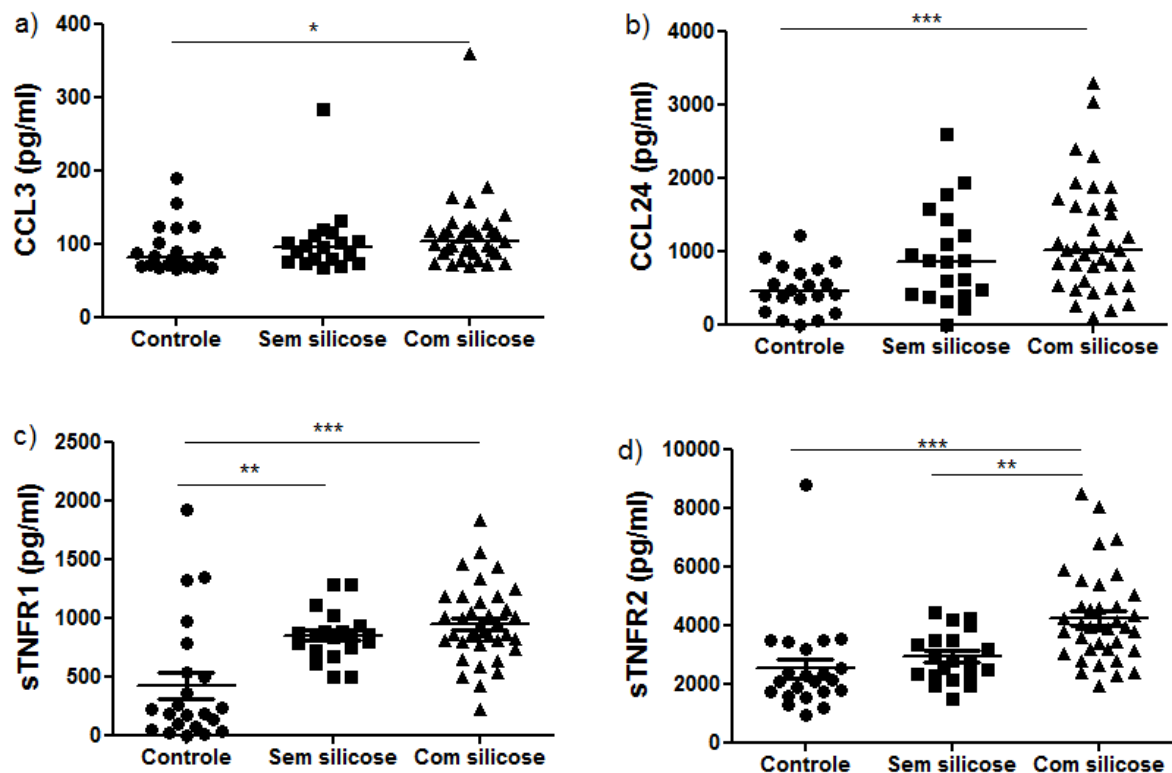 a)
CCL3 (pg/ml)
400
300
200
100
0
*
Controle
Sem silicose
Com silicose
b)
CCL24 (pg/ml)
4000
3000
2000
1000
0
***
Controle
Sem silicose
Com silicose
c)
sTNFR1 (pg/ml)
2500
2000
1500
1000
500
0
***
**
Controle
Sem silicose
Com silicose
d)
sTNFR2 (pg/ml)
10000
8000
6000
4000
2000
0
***
**
Controle
Sem silicose
Com silicose